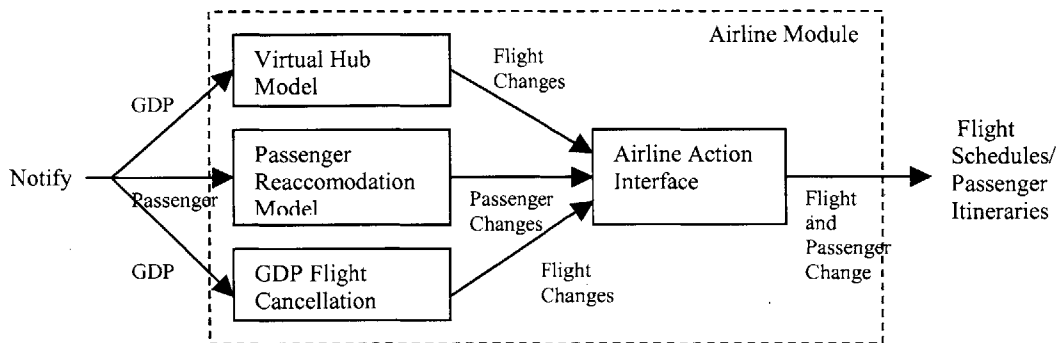 Airline Module
Virtual Hub
Model
Flight
Changes
GDP
Notify
Passenger
Passenger
Reaccomodation
Model
Passenger
Changes
Airline Action
Interface
Flight
and
Passenger
Change
Flight
Schedules/
Passenger
Itineraries
GDP
GDP Flight
Cancellation
Flight
Changes